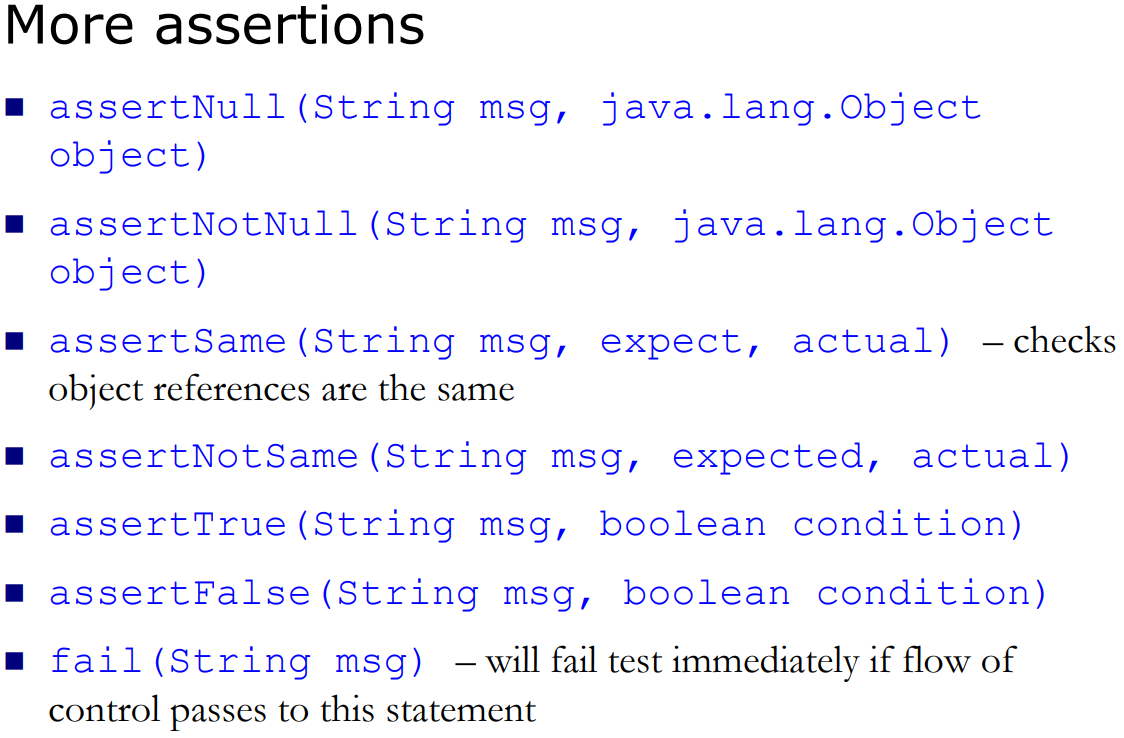 More assertions
■ assertNull(String msg, java.lang.Object
object)
■ assertNotNull(String msg, java.lang.Object
object)
■ assertSame(String msg, expect, actual) – checks
object references are the same
■ assertNotSame(String msg, expected, actual)
■ assertTrue(String msg, boolean condition)
■ assertFalse(String msg, boolean condition)
■ fail(String msg) – will fail test immediately if flow of
control passes to this statement